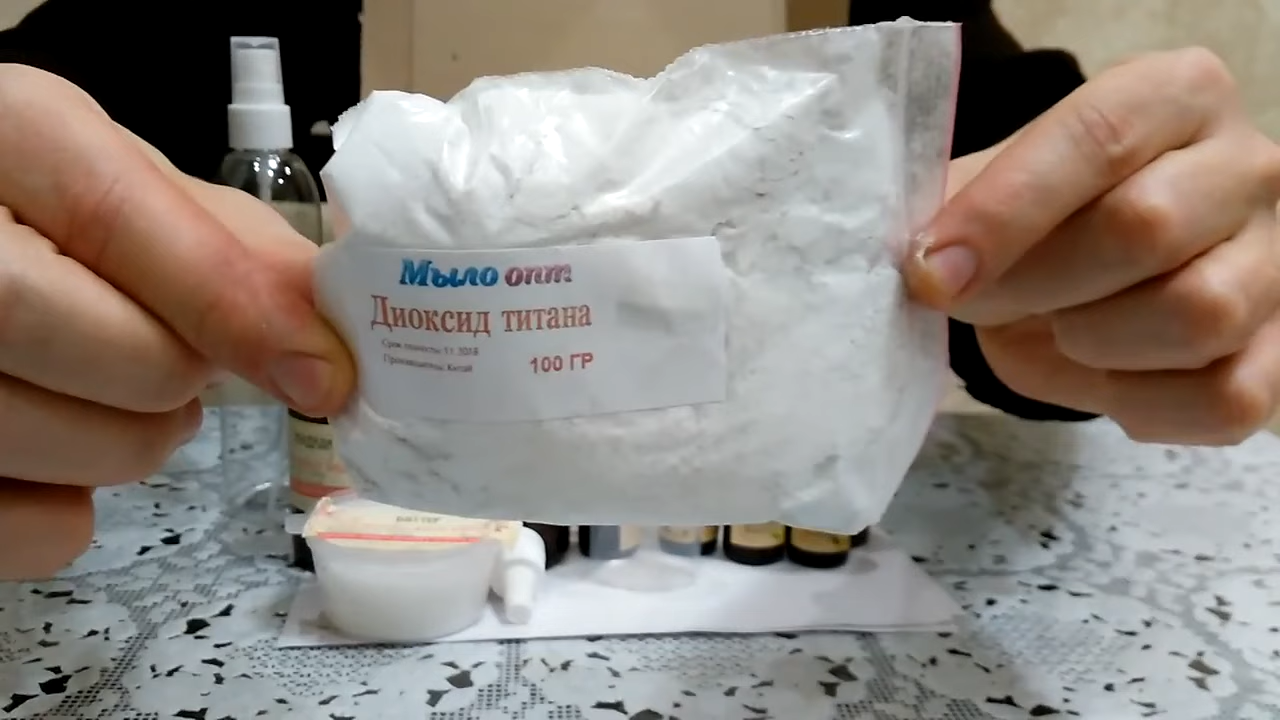 Мыло опт
Диоксид титана
Срок годности: 11.2018
Производитель: Китай
100 ГР